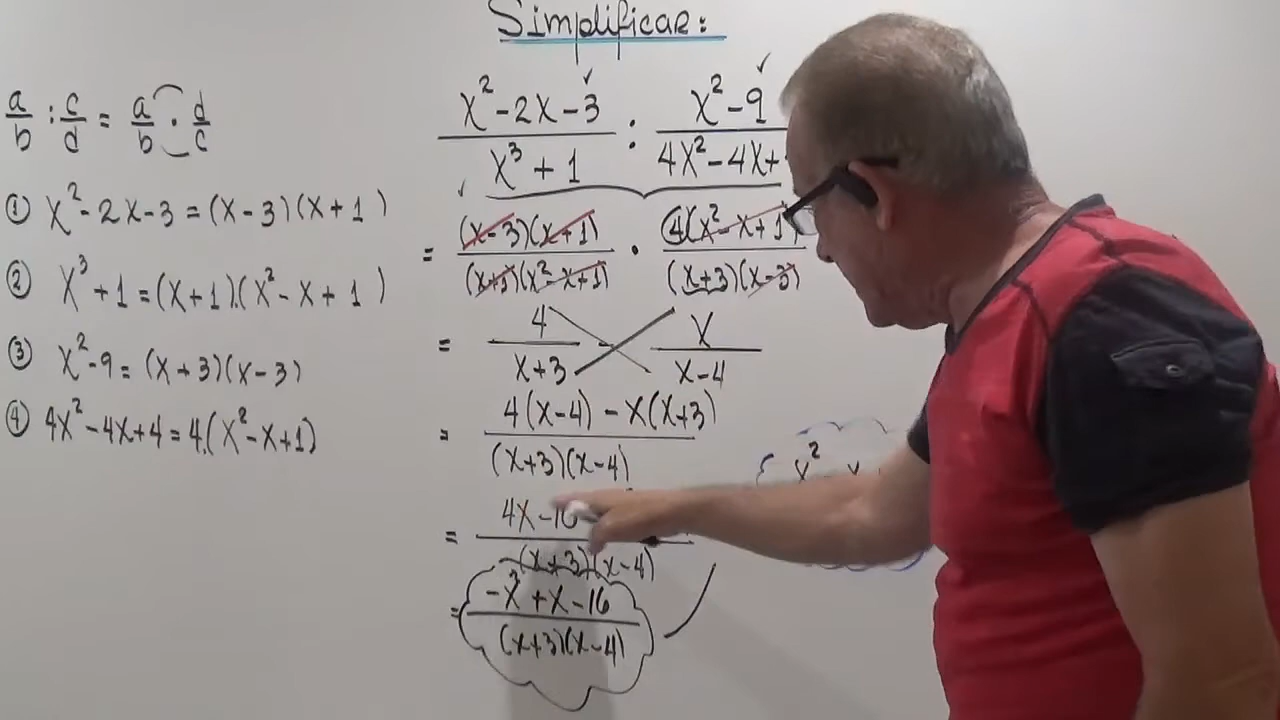 Simplificar:
a/b : c/d = a/b · d/c
① x² - 2x - 3 = (x - 3)(x + 1)
② x³ + 1 = (x + 1).(x² - x + 1)
③ x² - 9 = (x + 3)(x - 3)
④ 4x² - 4x + 4 = 4.(x² - x + 1)
x² - 2x - 3 : x² - 9
x³ + 1 4x² - 4x +
= (x - 3)(x + 1) · 4(x² - x + 1)
(x + 1)(x² - x + 1) (x + 3)(x - 3)
= 4 - x
x + 3 x - 4
= 4(x - 4) - x(x + 3)
(x + 3)(x - 4)
= 4x - 16
(x + 3)(x - 4)
= -x² + x - 16
(x + 3)(x - 4)
x²